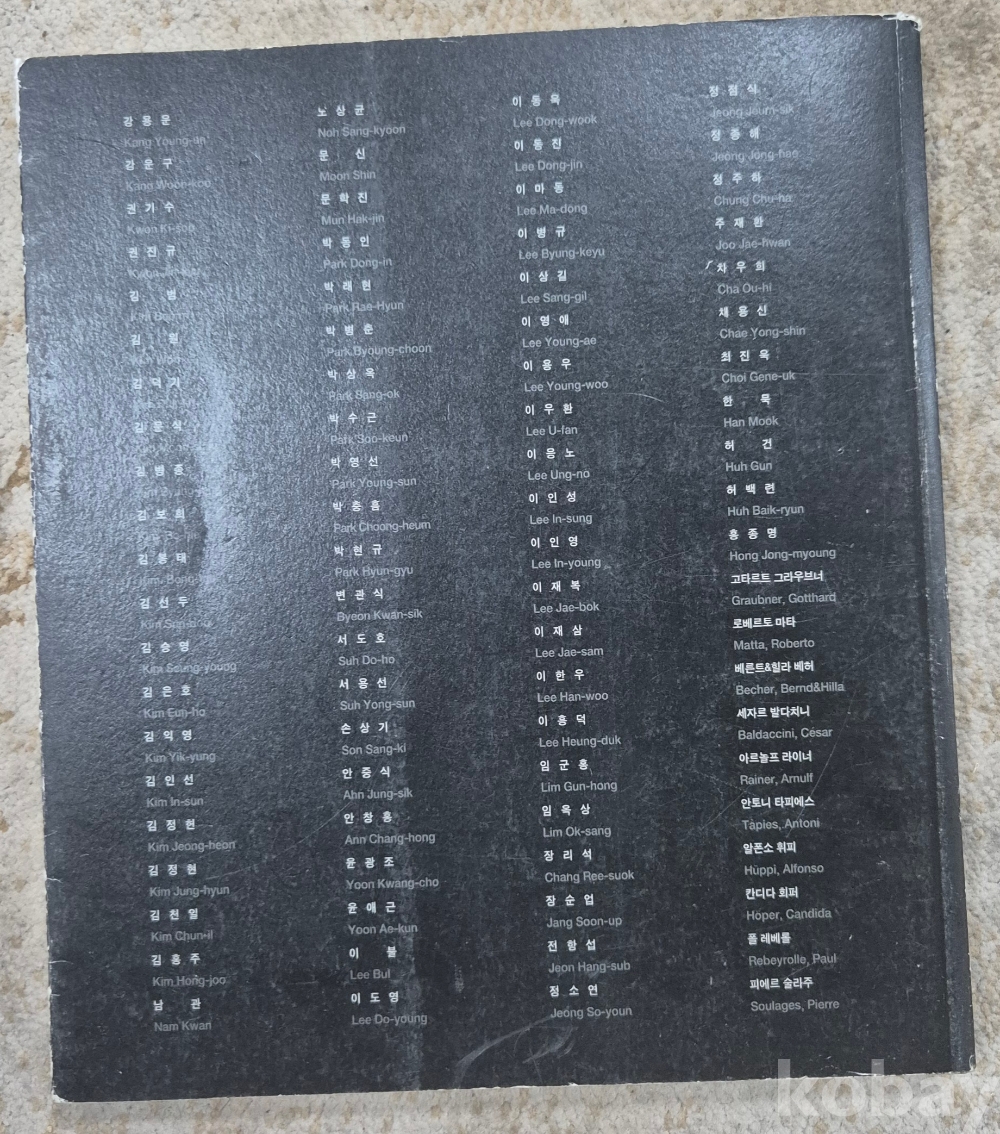 강용운
Kang Young-un
강운구
Kang Woon-koo
권기수
Kwon Ki-soo
권진규
김 범
김 원
김덕기
김문식
김범종
김보희
김봉태
Kim Bong-tae
김선두
Kim Sun-doo
김승영
Kim Seung-young
김은호
Kim Eun-ho
김익영
Kim Yik-yung
김인선
Kim In-sun
김정헌
Kim Jeong-heon
김정현
Kim Jung-hyun
김천일
Kim Chun-il
김홍주
Kim Hong-joo
남 관
Nam Kwan
노상균
Noh Sang-kyoon
문 신
Moon Shin
문학진
Mun Hak-jin
박동인
Park Dong-in
박래현
Park Rae-Hyun
박병춘
Park Byoung-choon
박상옥
Park Sang-ok
박수근
Park Soo-keun
박영선
Park Young-sun
박충흠
Park Choong-heum
박현규
Park Hyun-gyu
변관식
Byeon Kwan-sik
서도호
Suh Do-ho
서용선
Suh Yong-sun
손상기
Son Sang-ki
안중식
Ahn Jung-sik
안창홍
Ann Chang-hong
윤광조
Yoon Kwang-cho
윤애근
Yoon Ae-kun
이 불
Lee Bul
이도영
Lee Do-young
이동욱
Lee Dong-wook
이동진
Lee Dong-jin
이마동
Lee Ma-dong
이병규
Lee Byung-keyu
이상길
Lee Sang-gil
이영애
Lee Young-ae
이용우
Lee Young-woo
이우환
Lee U-fan
이응노
Lee Ung-no
이인성
Lee In-sung
이인영
Lee In-young
이재복
Lee Jae-bok
이재삼
Lee Jae-sam
이한우
Lee Han-woo
이흥덕
Lee Heung-duk
임군홍
Lim Gun-hong
임옥상
Lim Ok-sang
장리석
Chang Ree-suok
장순업
Jang Soon-up
전항섭
Jeon Hang-sub
정소연
Jeong So-youn
정점식
Jeong Jeum-sik
정종해
Jeong Jong-hae
정주하
Chung Chu-ha
주재환
Joo Jae-hwan
차우희
Cha Ou-hi
채용신
Chae Yong-shin
최진욱
Choi Gene-uk
한 묵
Han Mook
허 건
Huh Gun
허백련
Huh Baik-ryun
홍종명
Hong Jong-myoung
고타르트 그라우브너
Graubner, Gotthard
로베르토 마타
Matta, Roberto
베른트&힐라 베허
Becher, Bernd&Hilla
세자르 발다치니
Baldaccini, César
아르놀프 라이너
Rainer, Arnulf
안토니 타피에스
Tàpies, Antoni
알폰소 휘피
Hüppi, Alfonso
칸디다 회퍼
Höper, Candida
폴 레베롤
Rebeyrolle, Paul
피에르 술라주
Soulages, Pierre
kobay